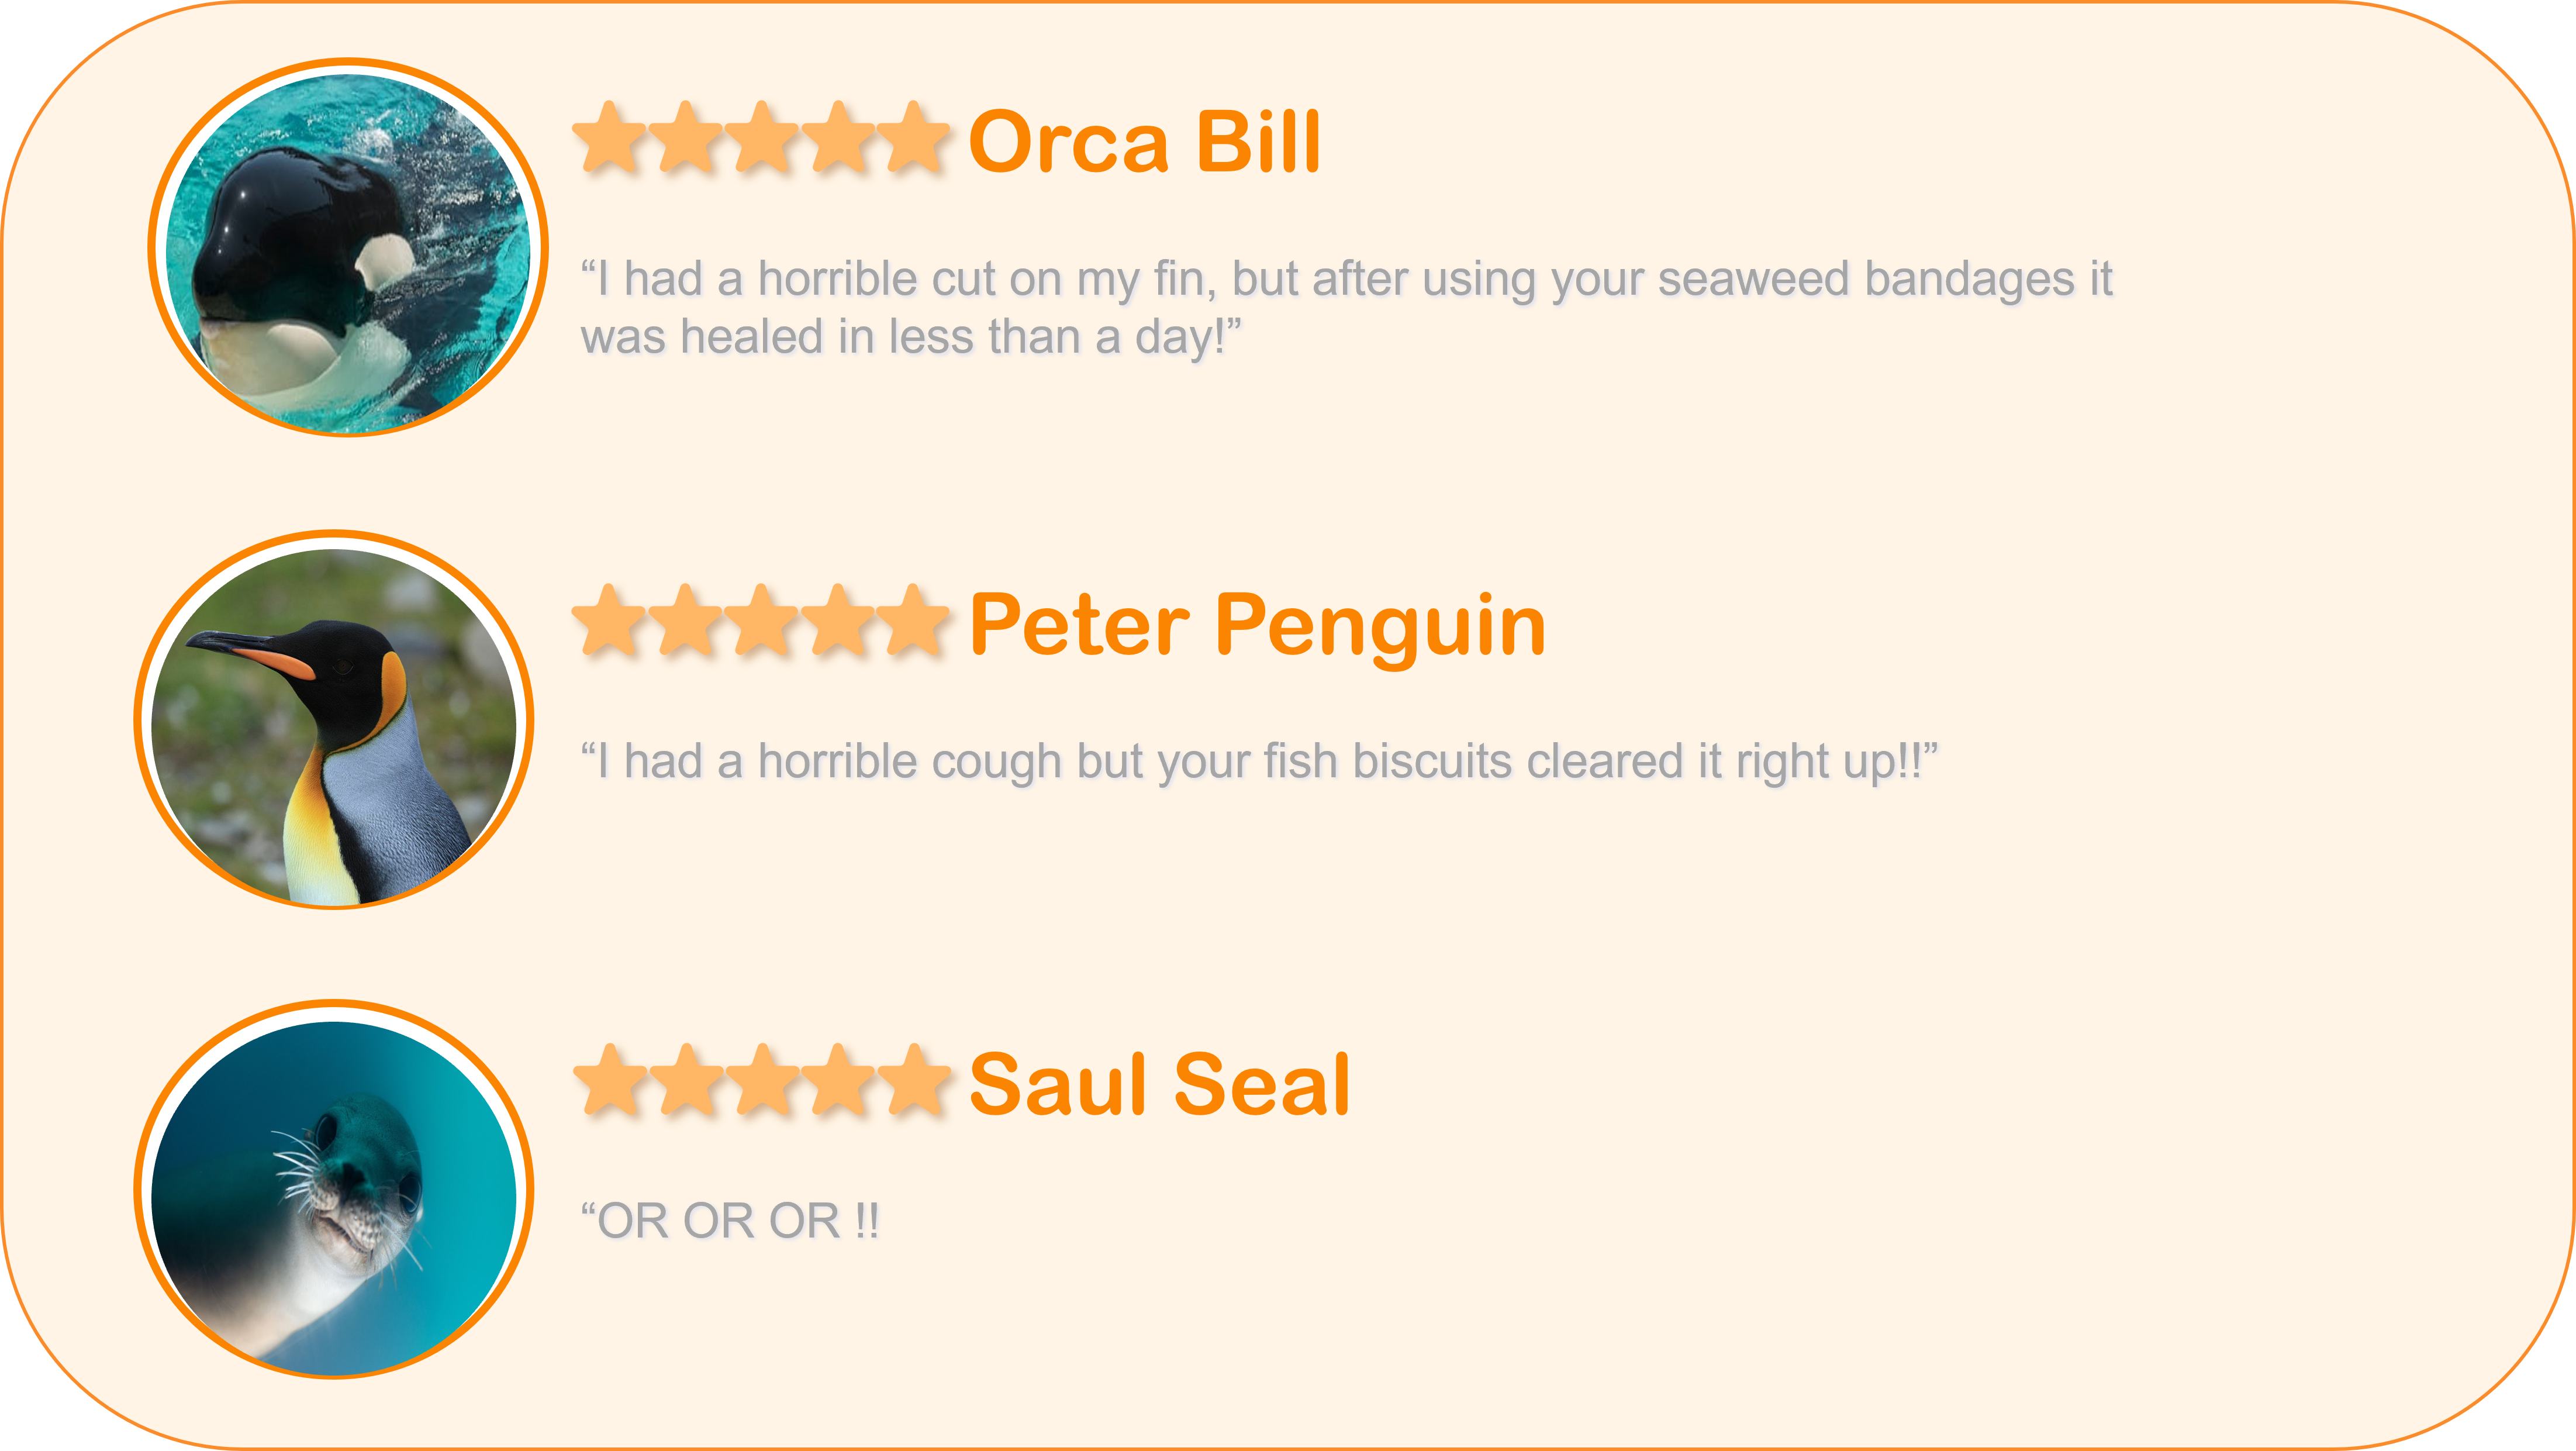 Orca Bill
“I had a horrible cut on my fin, but after using your seaweed bandages it
was healed in less than a day!”
Peter Penguin
“I had a horrible cough but your fish biscuits cleared it right up!!”
Saul Seal
“OR OR OR !!